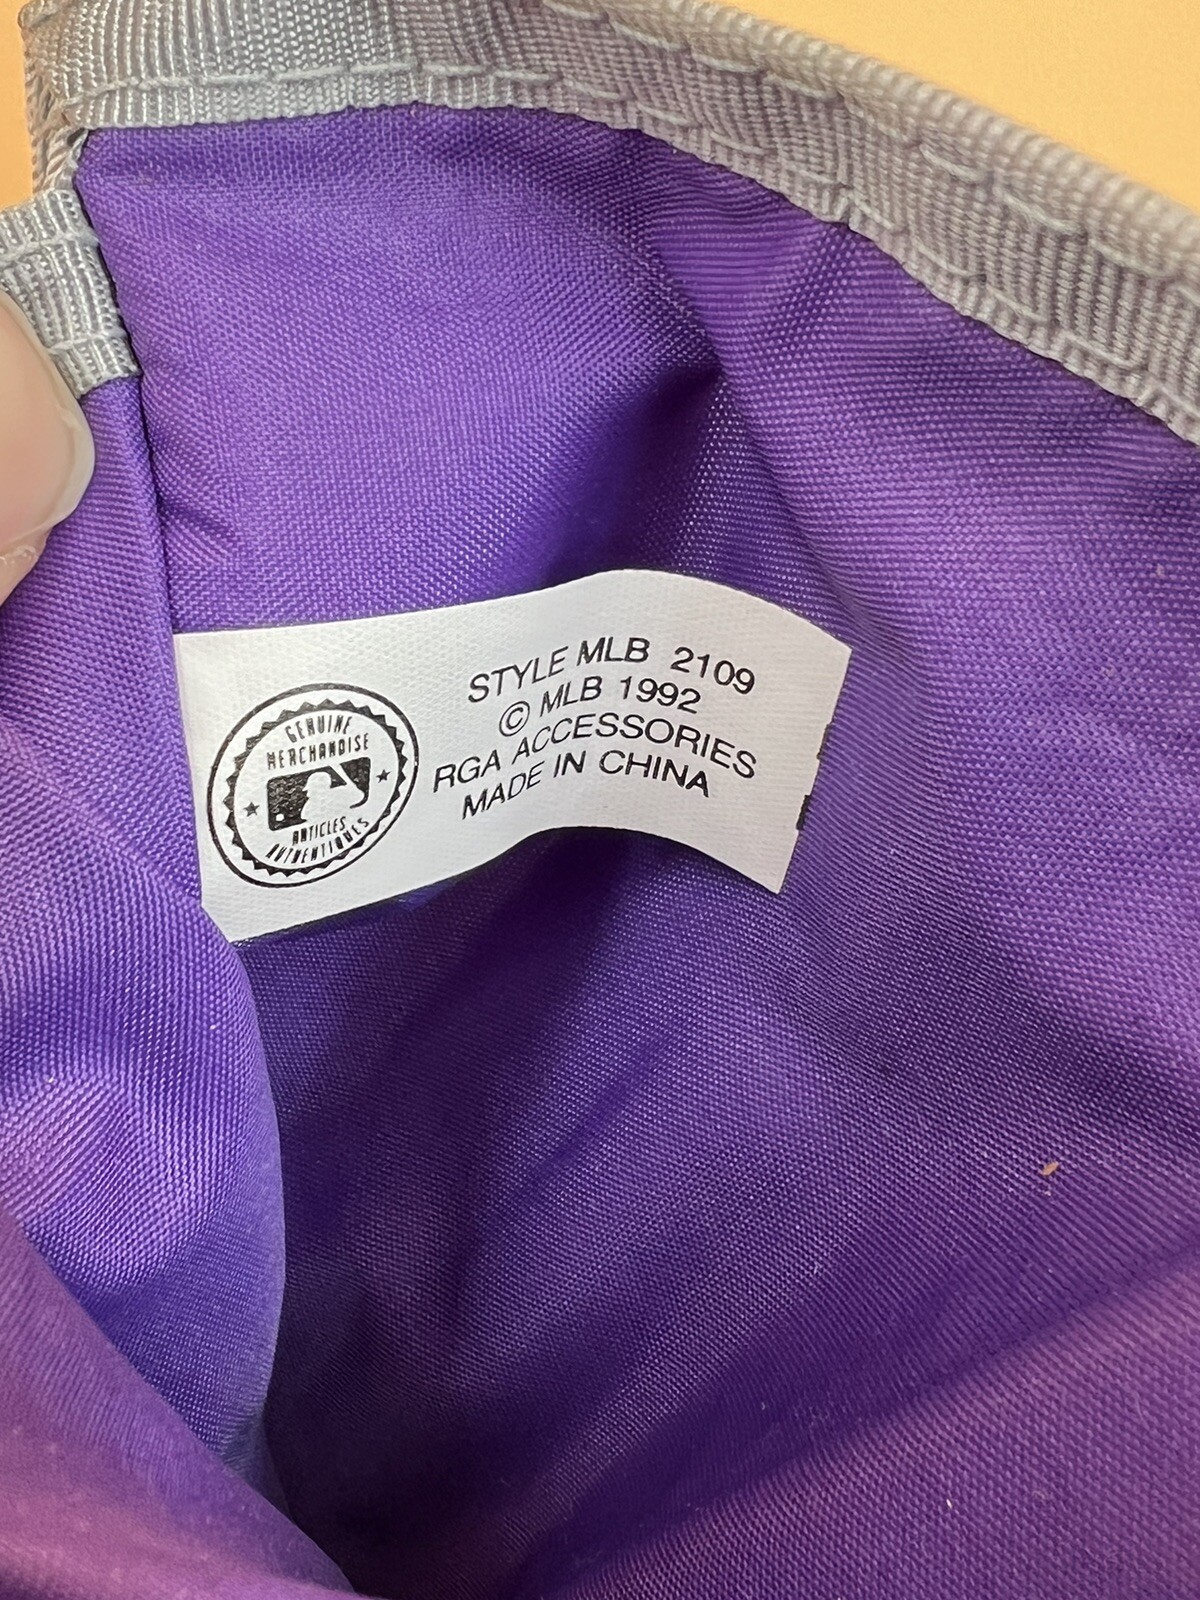 GENUINE
MERCHANDISE
ARTICLES
AUTHENTIQUES
STYLE MLB 2109
© MLB 1992
RGA ACCESSORIES
MADE IN CHINA